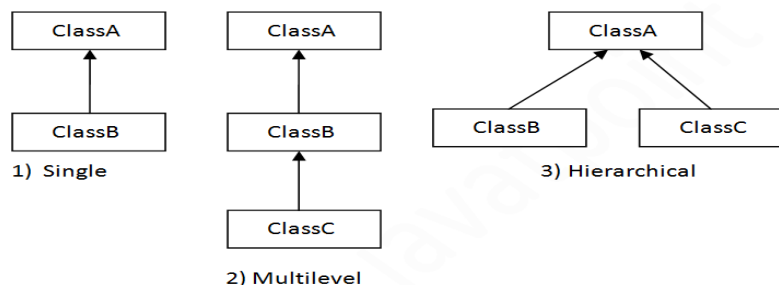 ClassA
ClassB
1) Single
ClassA
ClassB
ClassC
2) Multilevel
ClassA
ClassB
ClassC
3) Hierarchical